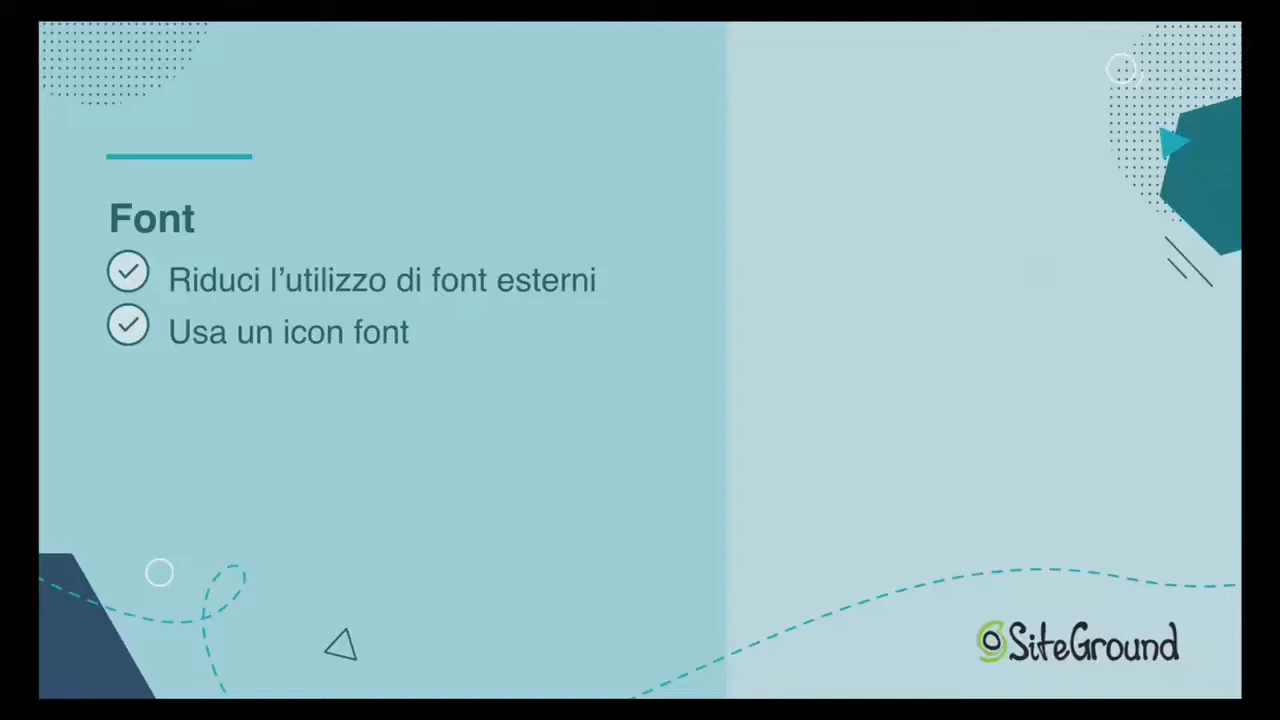 Font
Riduci l’utilizzo di font esterni
Usa un icon font
SiteGround